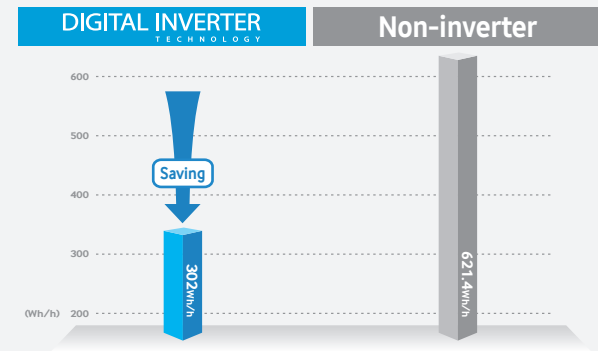 DIGITAL INVERTER
TECHNOLOGY
Non-inverter
600
500
400
300
(Wh/h) 200
Saving
302Wh/h
621.4Wh/h